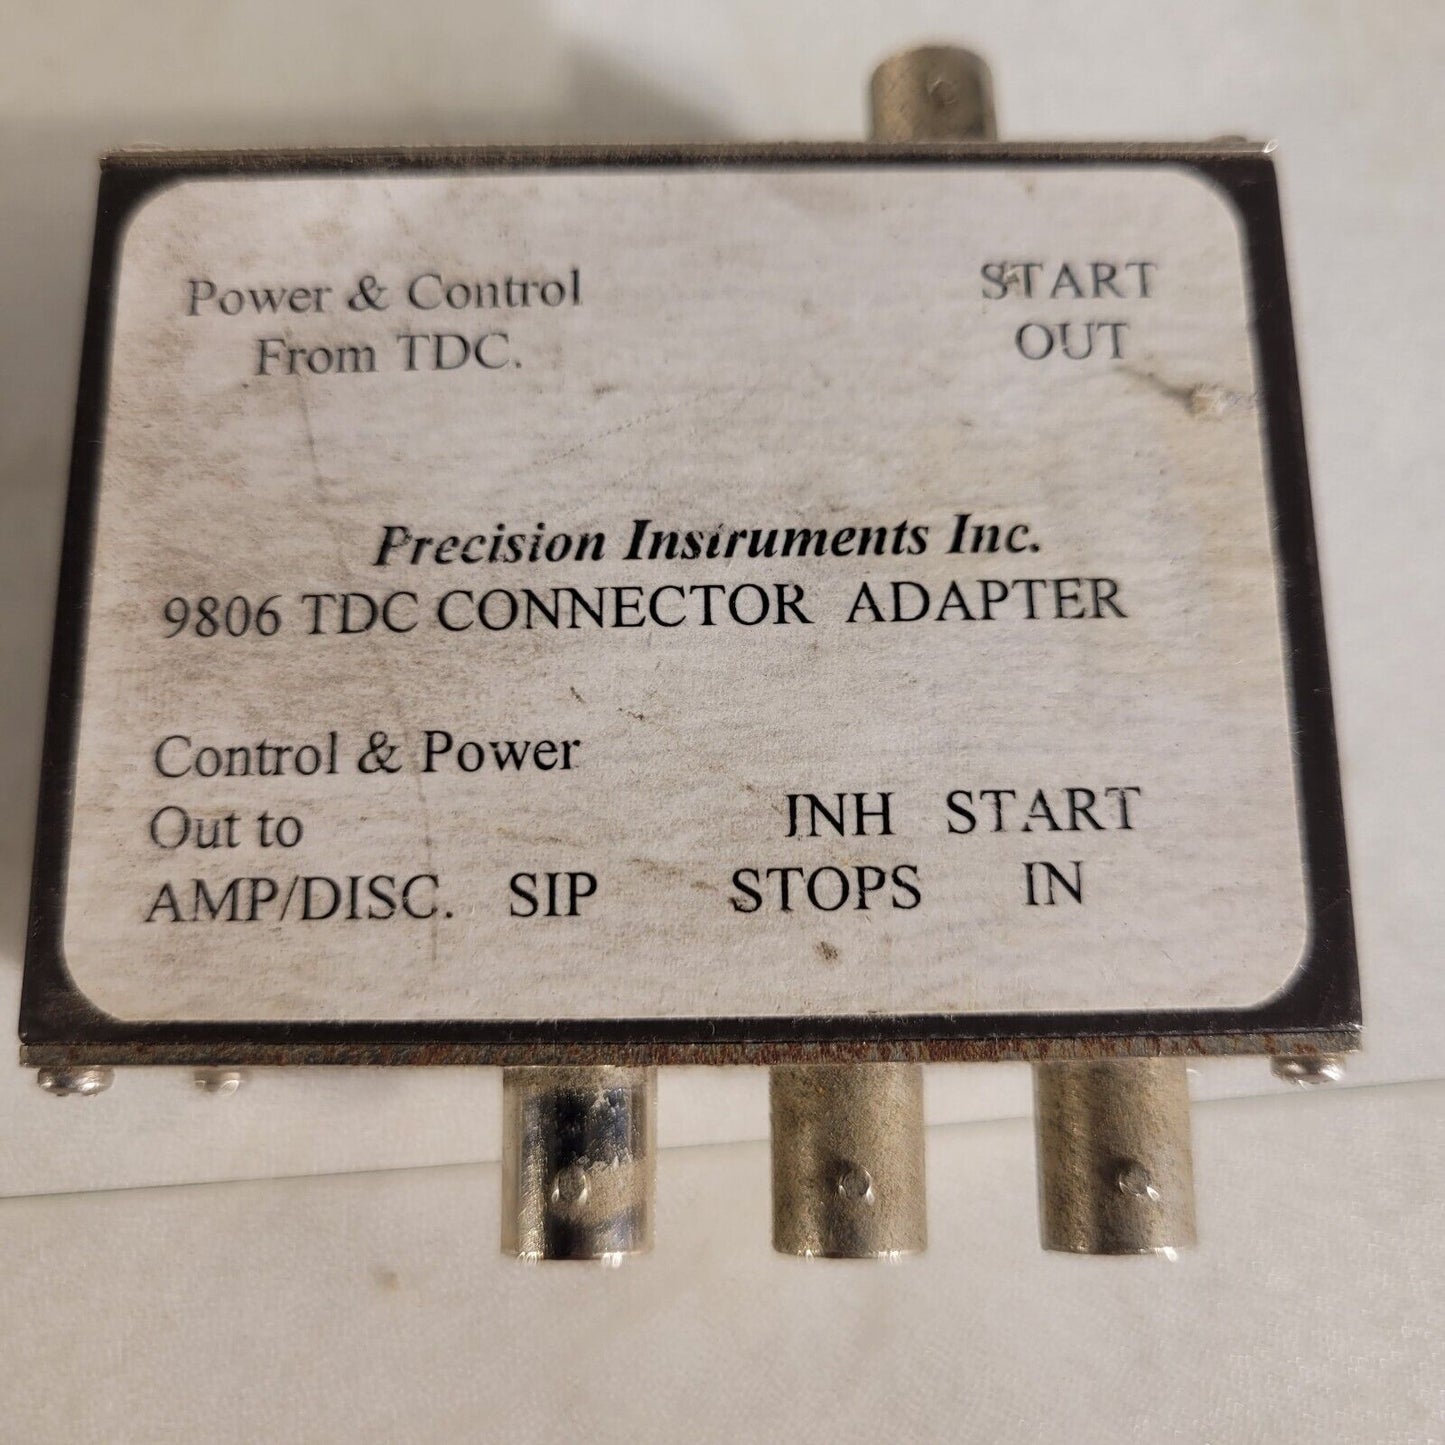 Power & Control
From TDC.
START
OUT
Precision Instruments Inc.
9806 TDC CONNECTOR ADAPTER
Control & Power
Out to
AMP/DISC. SIP
INH
STOPS
START
IN